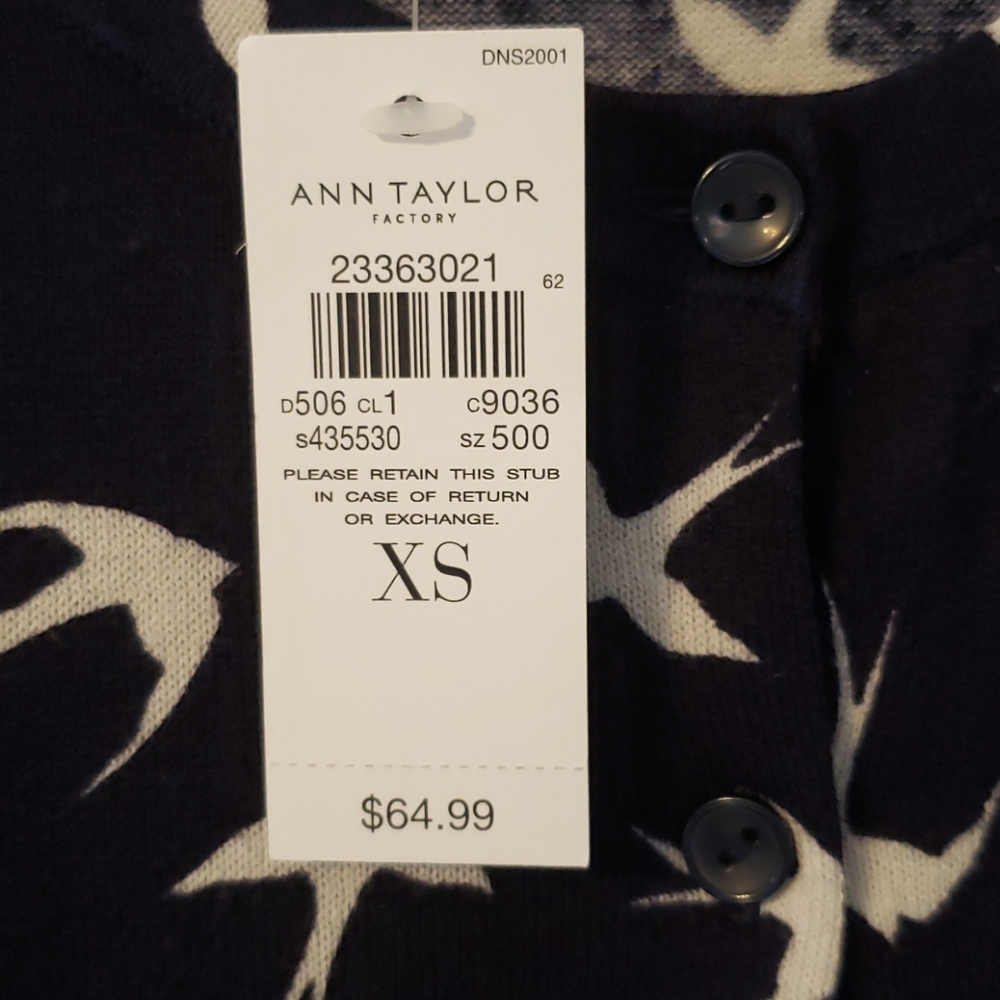 DNS2001
ANN TAYLOR
FACTORY
23363021 62
D506 CL1 C9036
S435530 SZ 500
PLEASE RETAIN THIS STUB
IN CASE OF RETURN
OR EXCHANGE.
XS
$64.99